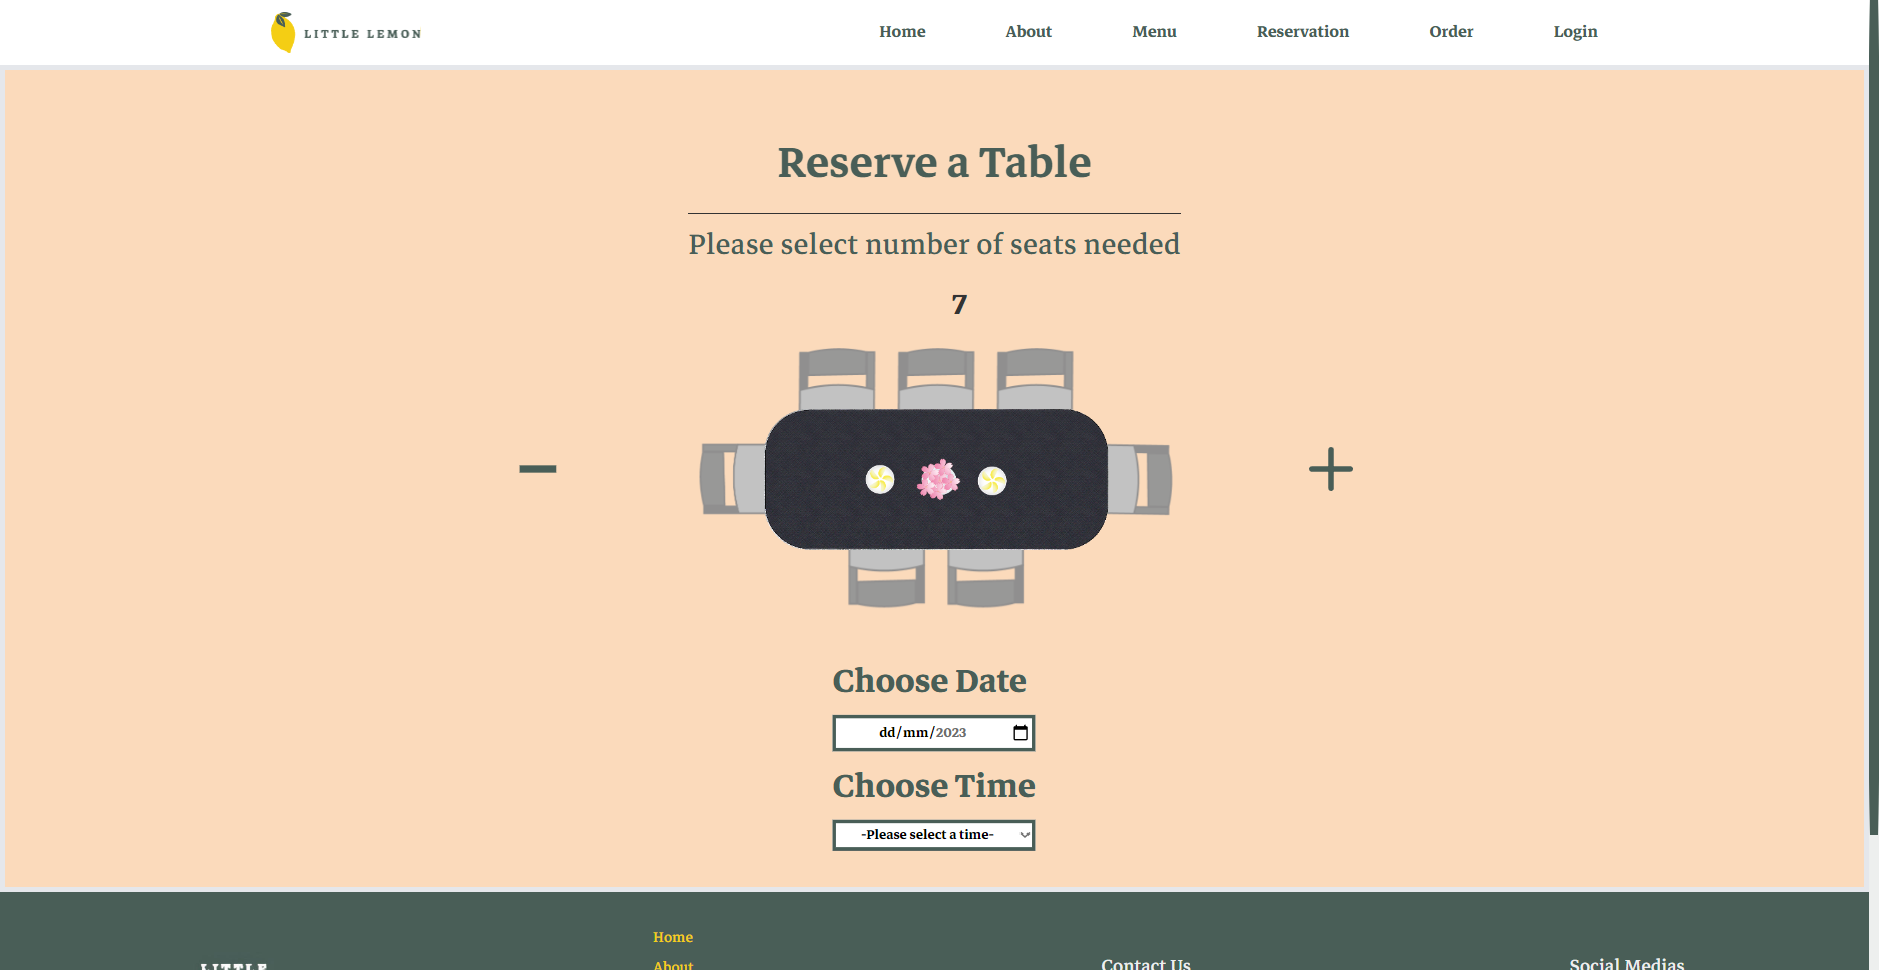 LITTLE LEMON
Home About Menu Reservation Order Login
Reserve a Table
Please select number of seats needed
7
Choose Date
dd/mm/2023
Choose Time
-Please select a time-
Home
About
LITTLE
Contact Us
Social Medias